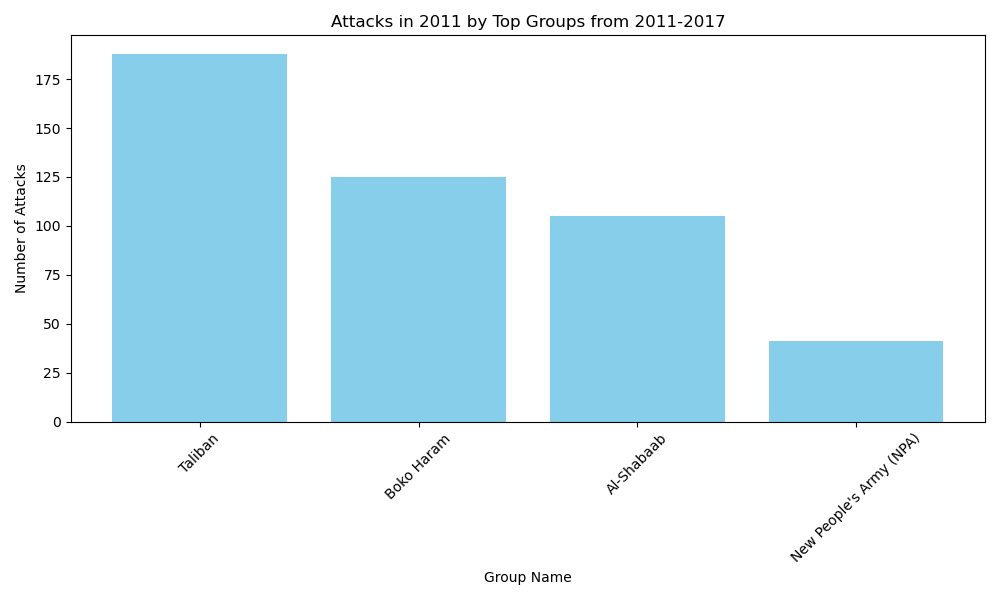 Attacks in 2011 by Top Groups from 2011-2017
Number of Attacks
175
150
125
100
75
50
25
0
Taliban
Boko Haram
Al-Shabaab
New People's Army (NPA)
Group Name